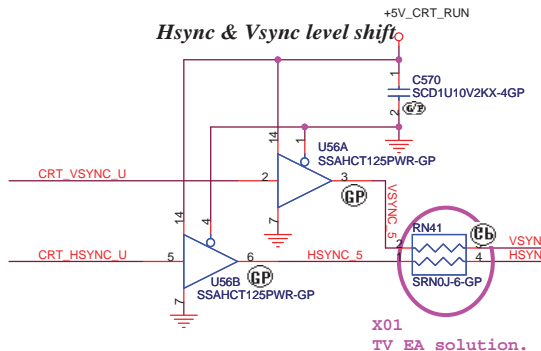 +5V_CRT_RUN
Hsync & Vsync level shift
1
C570
SCD1U10V2KX-4GP
2
G/P
14
1
U56A
SSAHCT125PWR-GP
CRT_VSYNC_U
2
3
GP
7
VSYNC_5
14
4
RN41
2
VSYN
CRT_HSYNC_U
5
6
GP
HSYNC_5
1
4
HSYN
U56B
SSAHCT125PWR-GP
7
SRN0J-6-GP
X01
TV EA solution.